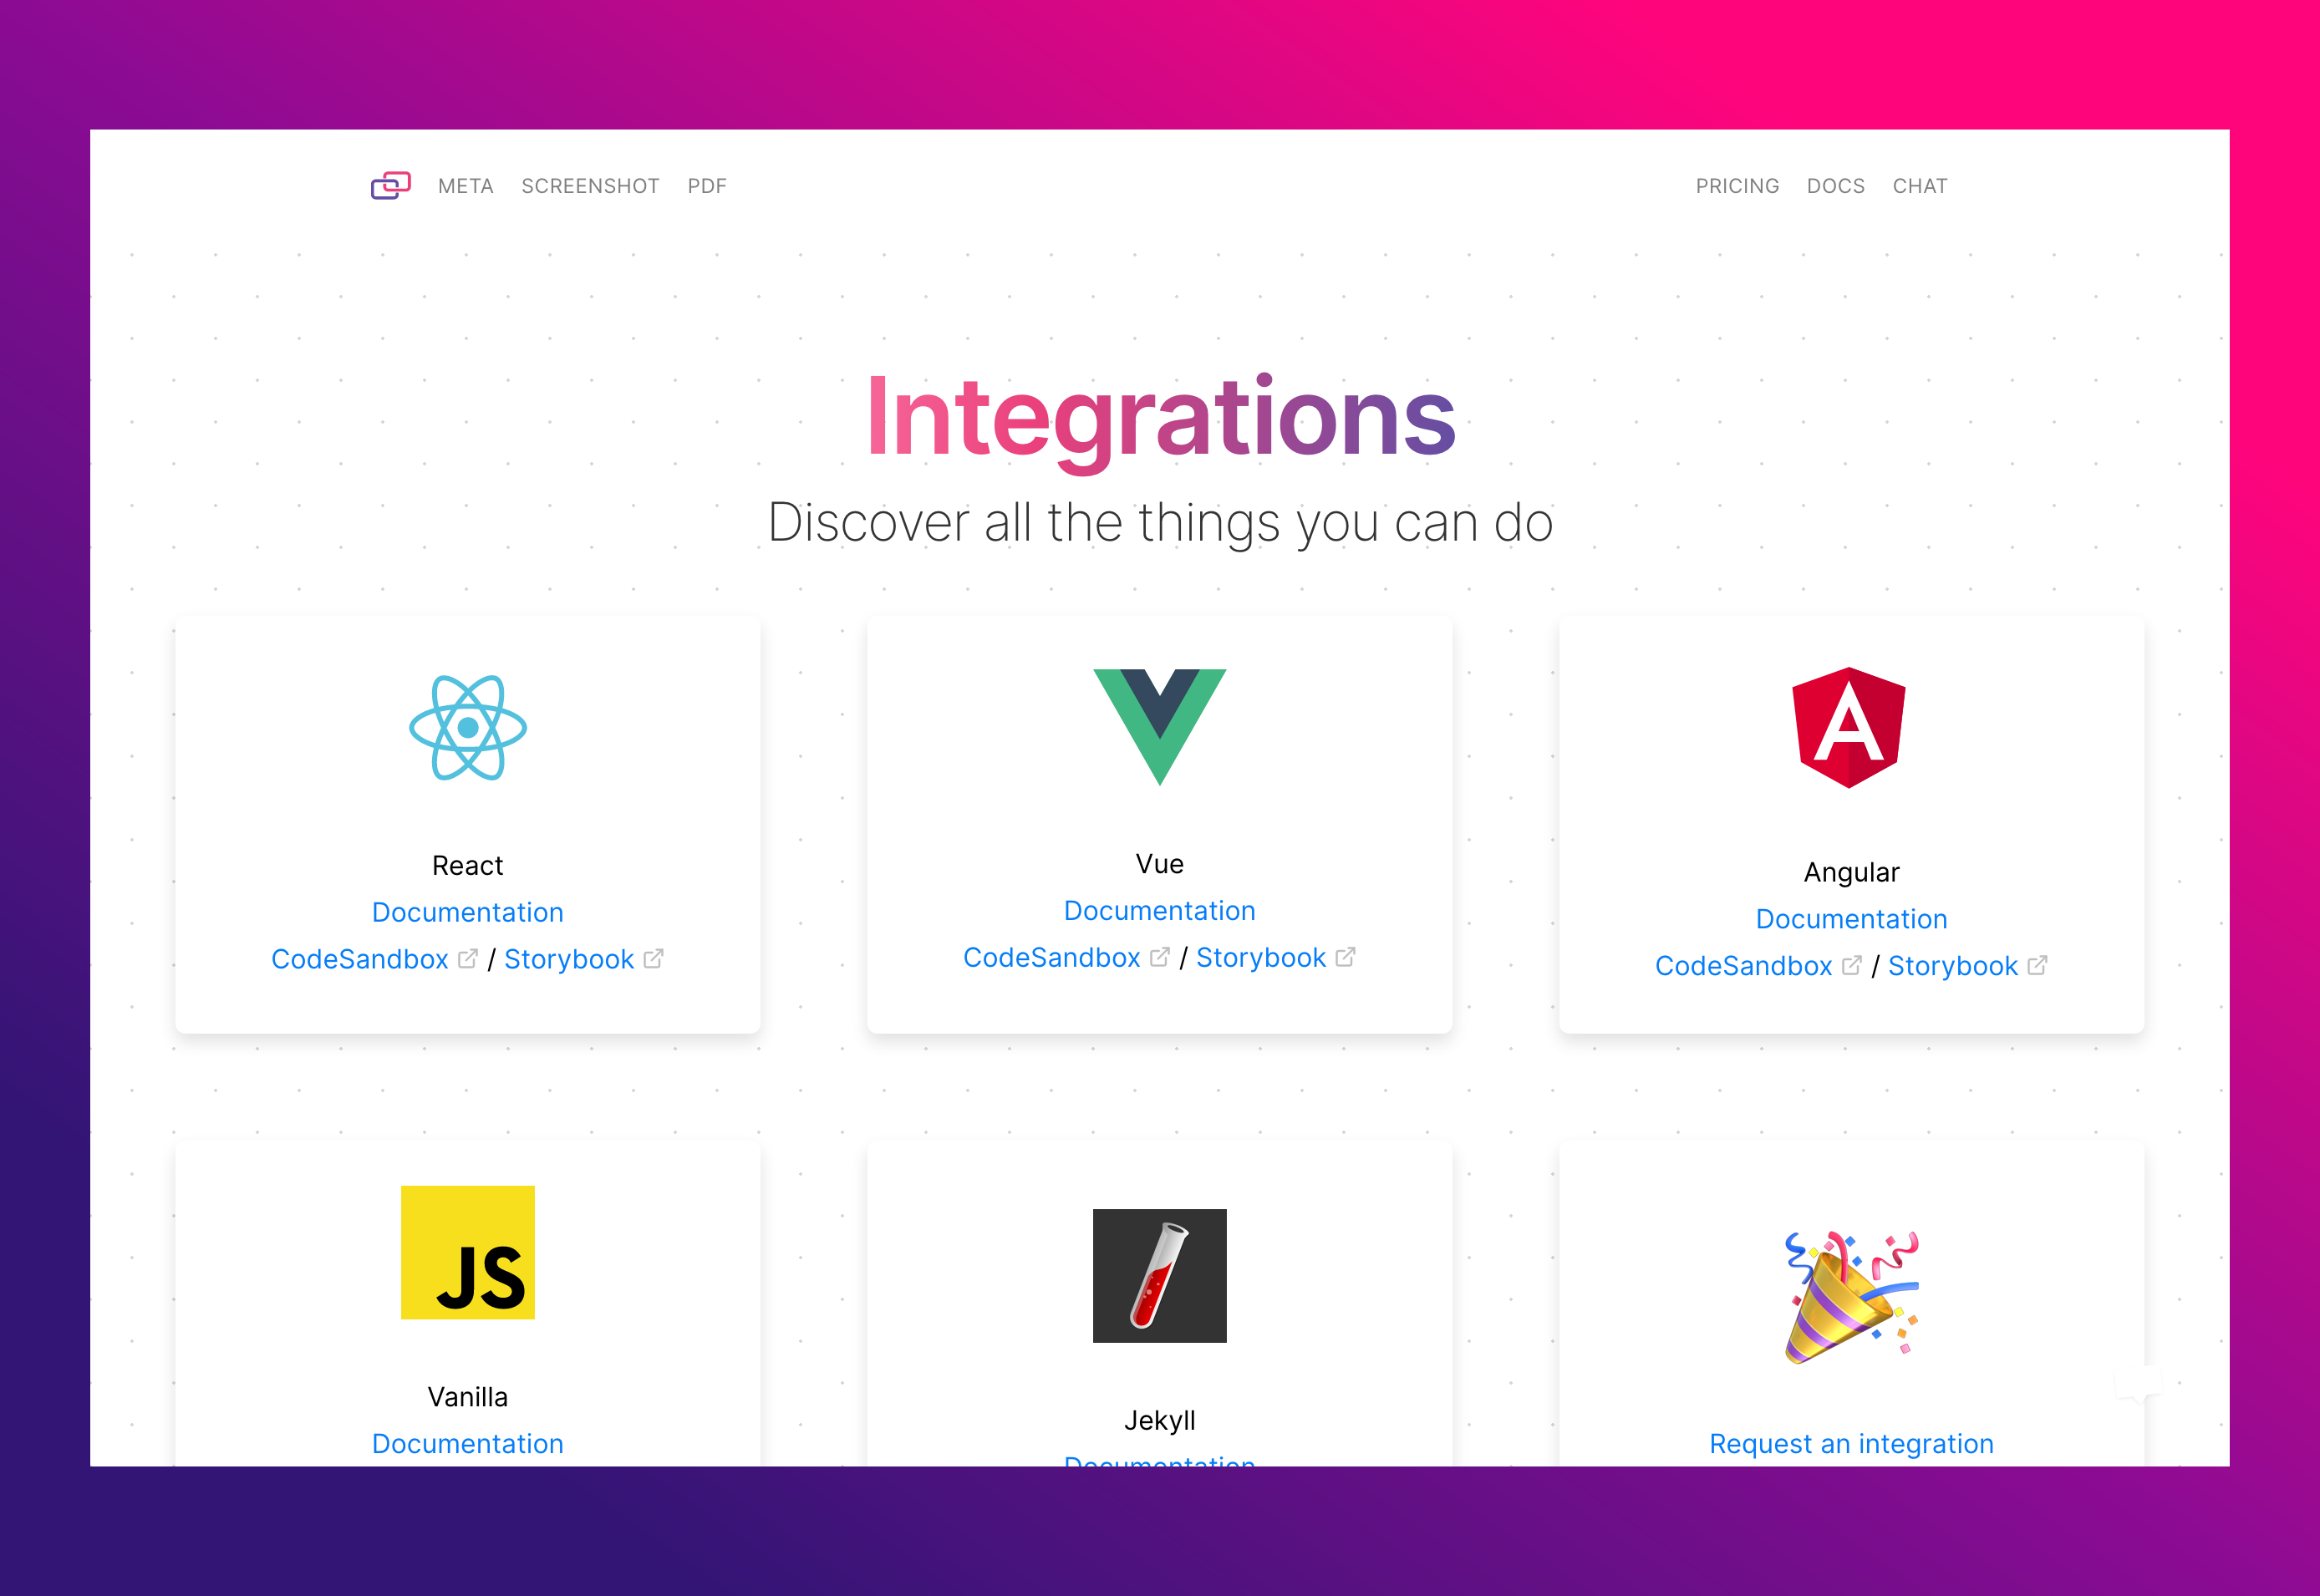 META SCREENSHOT PDF PRICING DOCS CHAT
Integrations
Discover all the things you can do
React
Documentation
CodeSandbox / Storybook
Vue
Documentation
CodeSandbox / Storybook
Angular
Documentation
CodeSandbox / Storybook
JS
Vanilla
Documentation
Jekyll
Documentation
Request an integration